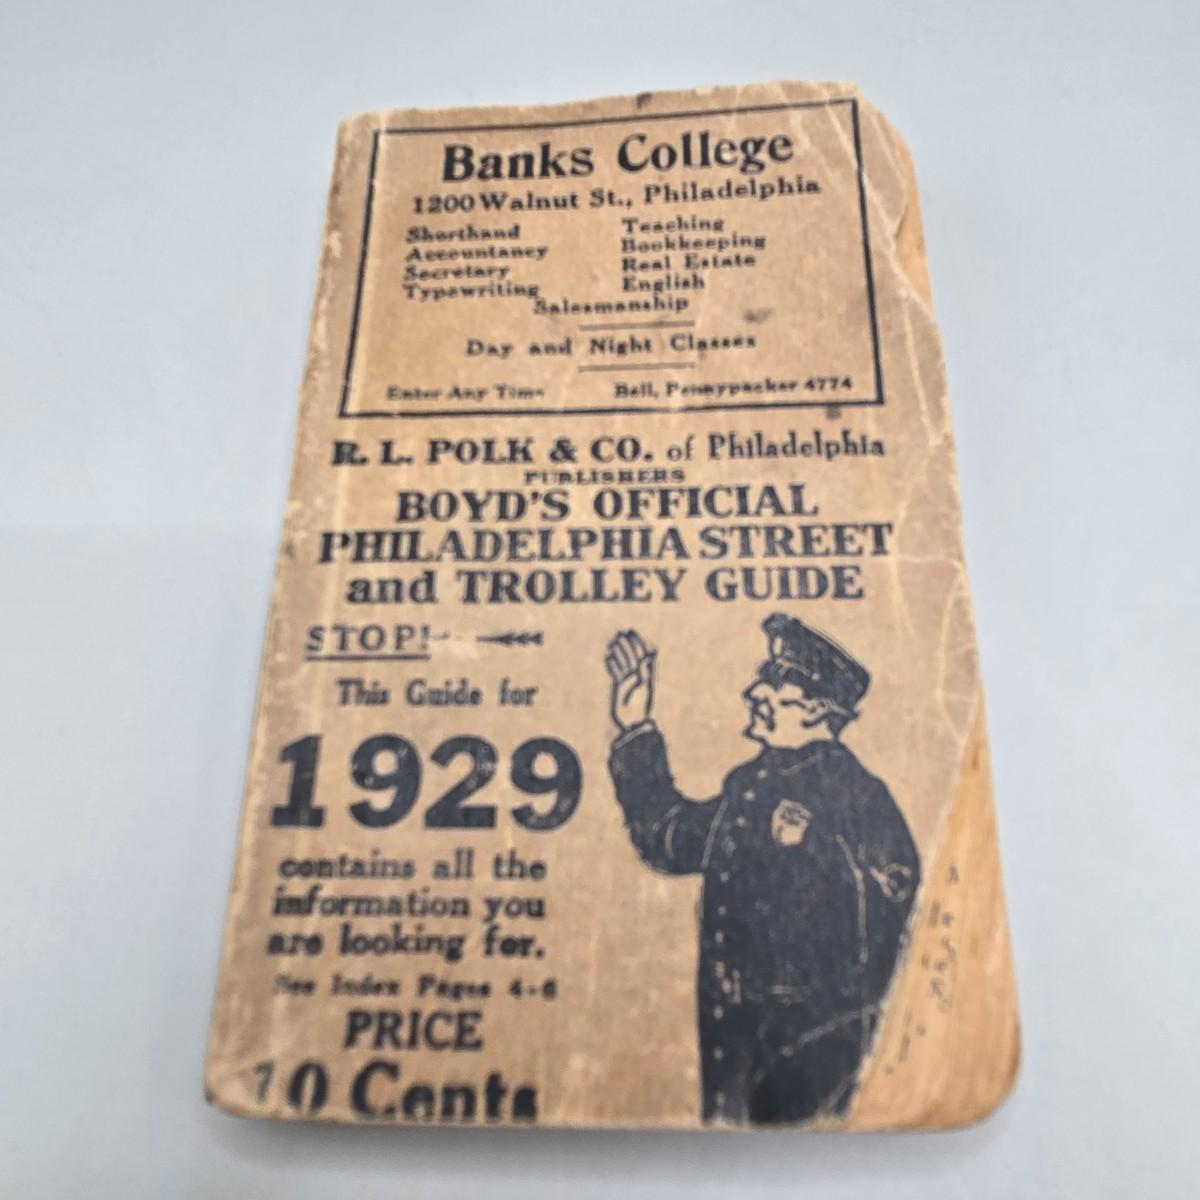 Banks College
1200 Walnut St., Philadelphia
Shorthand Teaching
Accountancy Bookkeeping
Secretary Real Estate
Typewriting English
Salesmanship
Day and Night Classes
Enter Any Time Bell, Pennypacker 4774
R. L. POLK & CO. of Philadelphia
PUBLISHERS
BOYD'S OFFICIAL
PHILADELPHIA STREET
and TROLLEY GUIDE
STOP!
This Guide for
1929
contains all the
information you
are looking for.
See Index Pages 4-6
PRICE
10 Cents